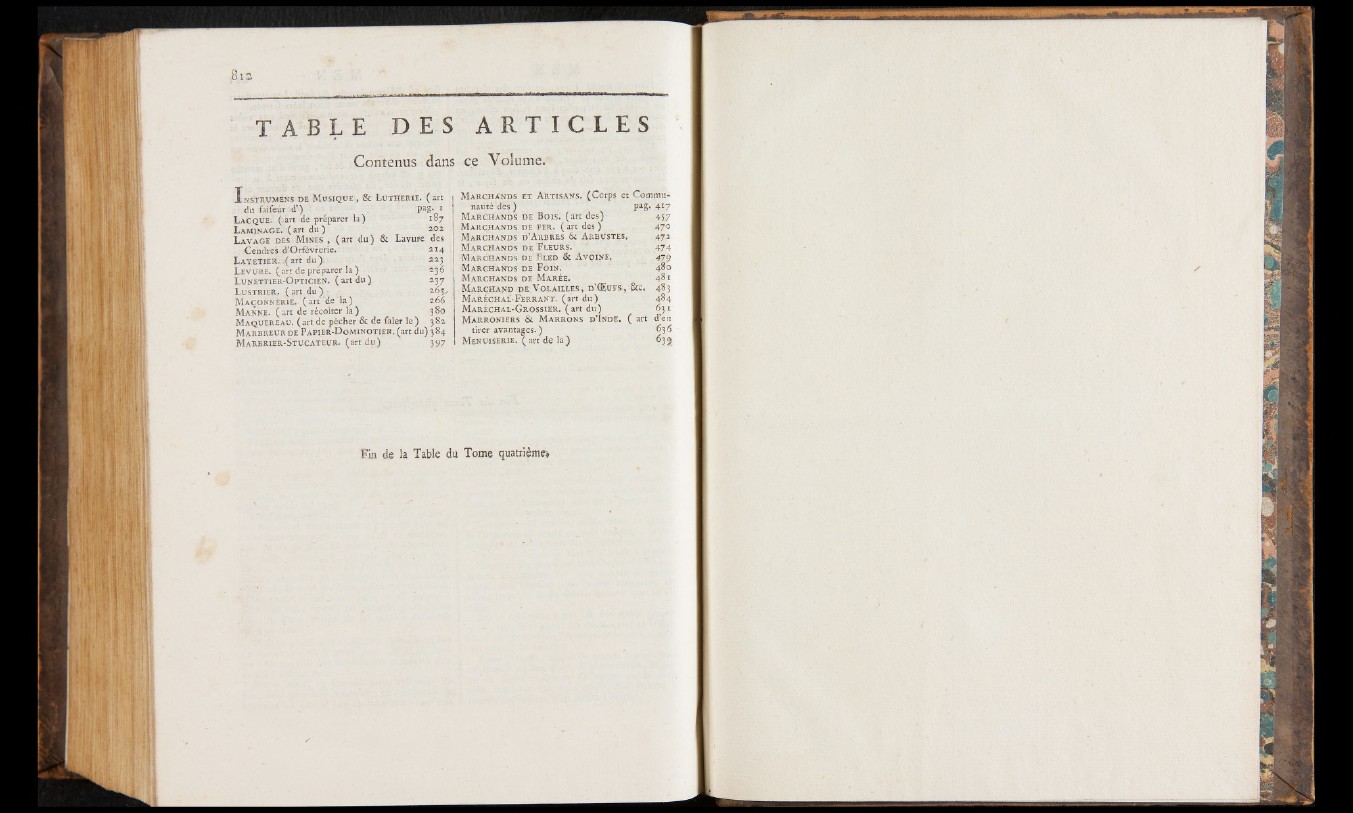 812
TABLE DES ARTICLES
Contenus dans ce Volume.
INSTRUMENS DE MUSIQUE, & LUTHERIE. (art
du faiseur d') pag. 1
LACQUE. (art de préparer la) 187
LAMINAGE. (art du) 202
LAVAGE DES MINES, (art du) & Lavure des
Cendres d'Orfévrerie. 214
LAYETIER. (art du). 223
LEVURE. (art de préparer la) 236
LUNETTIER-OPTICIEN. (art du) 237
LUSTRIER. (art du) 265
MAÇONNERIE. (art de la) 266
MANNE. (art de récolter la) 380
MAQUEREAU. (art de pêcher & de saler le) 382
MARBREUR DE PAPIER-DOMINOTIER. (art du) 384
MARBRIER-STUCATEUR. (art du) 397
MARCHANDS ET ARTISANS. (Corps et Commu-
nauté des) pag. 417
MARCHANDS DE BOIS. (art des) 457
MARCHANDS DE FER. (art des) 470
MARCHANDS D'ARBRES & ARBUSTES. 472
MARCHANDS DE FLEURS. 474
MARCHANDS DE BLED & AVOINE. 479
MARCHANDS DE FOIN. 480
MARCHANDS DE MARÉE. 481
MARCHAND DE VOLAILLES, D'ŒUFS, &c. 483
MARÉCHAL-FERRANT. (art du) 484
MARÉCHAL-GROSSIER. (art du) 631
MARRONIERS & MARRONS D'INDE. (art d'en
tirer avantages.) 636
MENUISERIE. (art de la) 639
Fin de la Table du Tome quatrième.